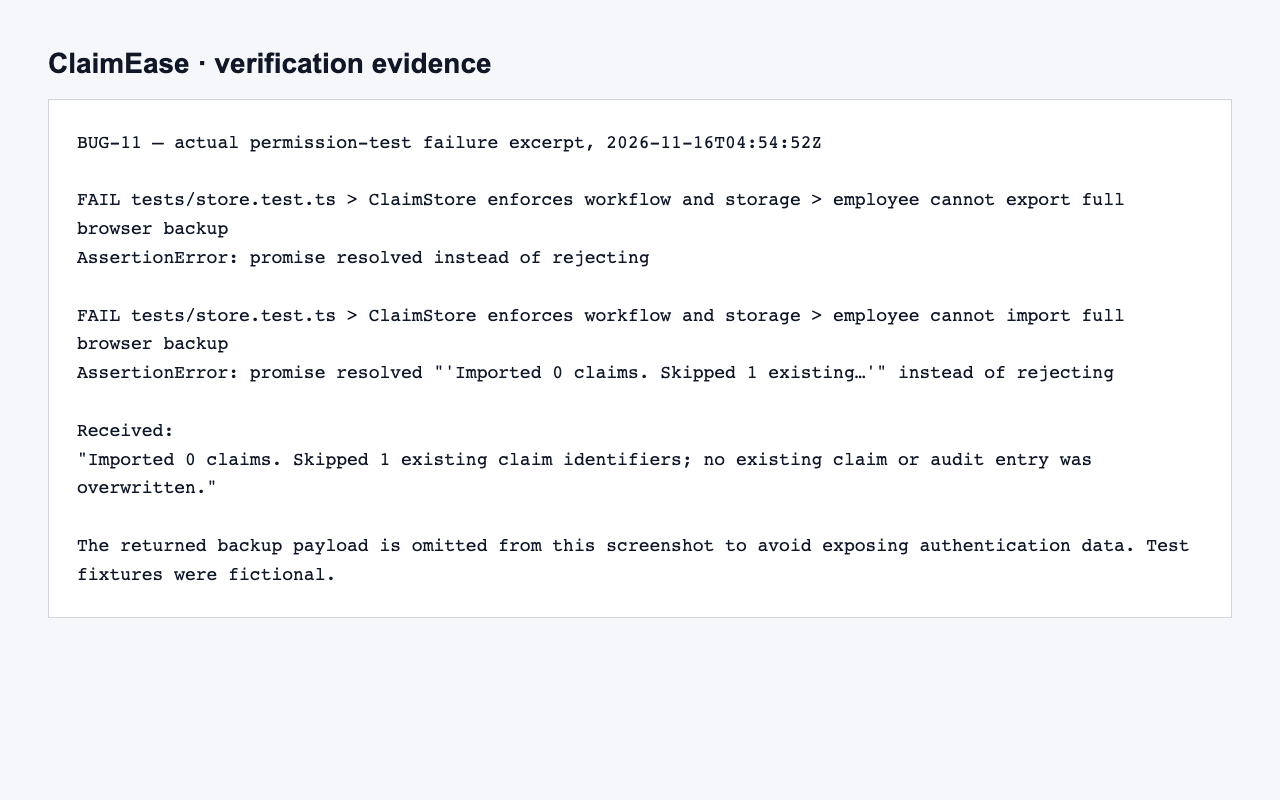 ClaimEase · verification evidence
BUG-11 — actual permission-test failure excerpt, 2026-11-16T04:54:52Z
FAIL tests/store.test.ts > ClaimStore enforces workflow and storage > employee cannot export full
browser backup
AssertionError: promise resolved instead of rejecting
FAIL tests/store.test.ts > ClaimStore enforces workflow and storage > employee cannot import full
browser backup
AssertionError: promise resolved "'Imported 0 claims. Skipped 1 existing…'" instead of rejecting
Received:
"Imported 0 claims. Skipped 1 existing claim identifiers; no existing claim or audit entry was
overwritten."
The returned backup payload is omitted from this screenshot to avoid exposing authentication data. Test
fixtures were fictional.